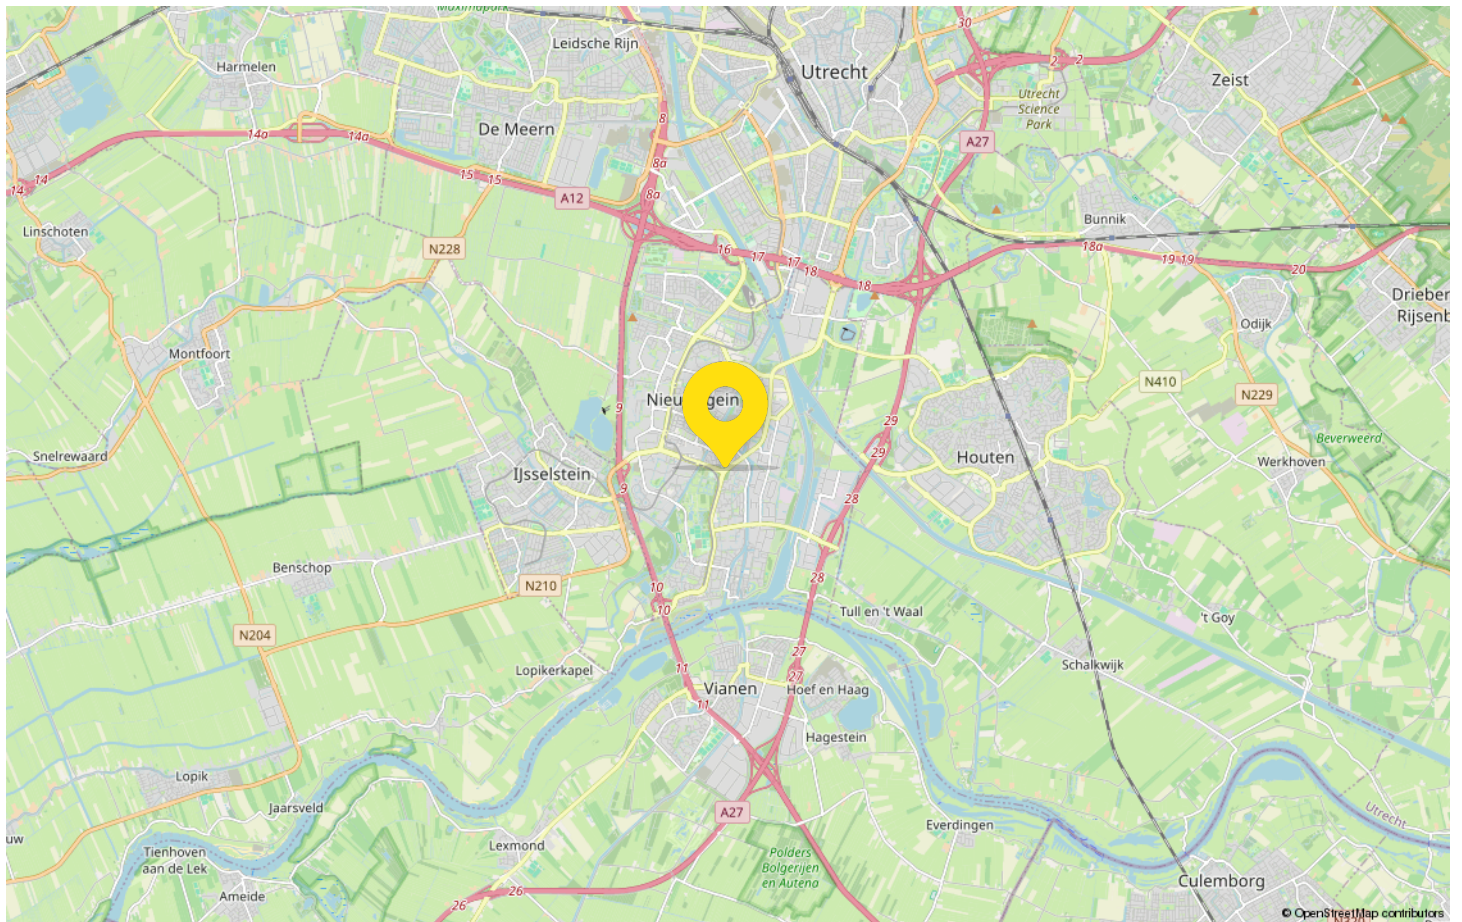 Maximapark
Leidsche Rijn
30
Utrecht
2
2
Harmelen
Zeist
Utrecht
Science
Park
8
De Meern
14a
14a
A27
8a
15
15
14
14
8a
A12
Bunnik
Linschoten
N228
16
17
17
18
18a
19
19
20
18
Drieber
Rijsenb
Odijk
Montfoort
N410
N229
Nieu
gein
9
29
29
Beverweerd
Snelrewaard
Houten
Werkhoven
IJsselstein
9
28
Benschop
28
N210
10
10
Tull en 't Waal
't Goy
N204
27
Lopikerkapel
11
27
Schalkwijk
Vianen
Hoef en Haag
11
Hagestein
Lopik
Jaarsveld
A27
Utrecht
Everdingen
uw
Lexmond
Tienhoven
aan de Lek
Polders
Bolgerijen
en Autena
Culemborg
Ameide
26
26
© OpenStreetMap contributors